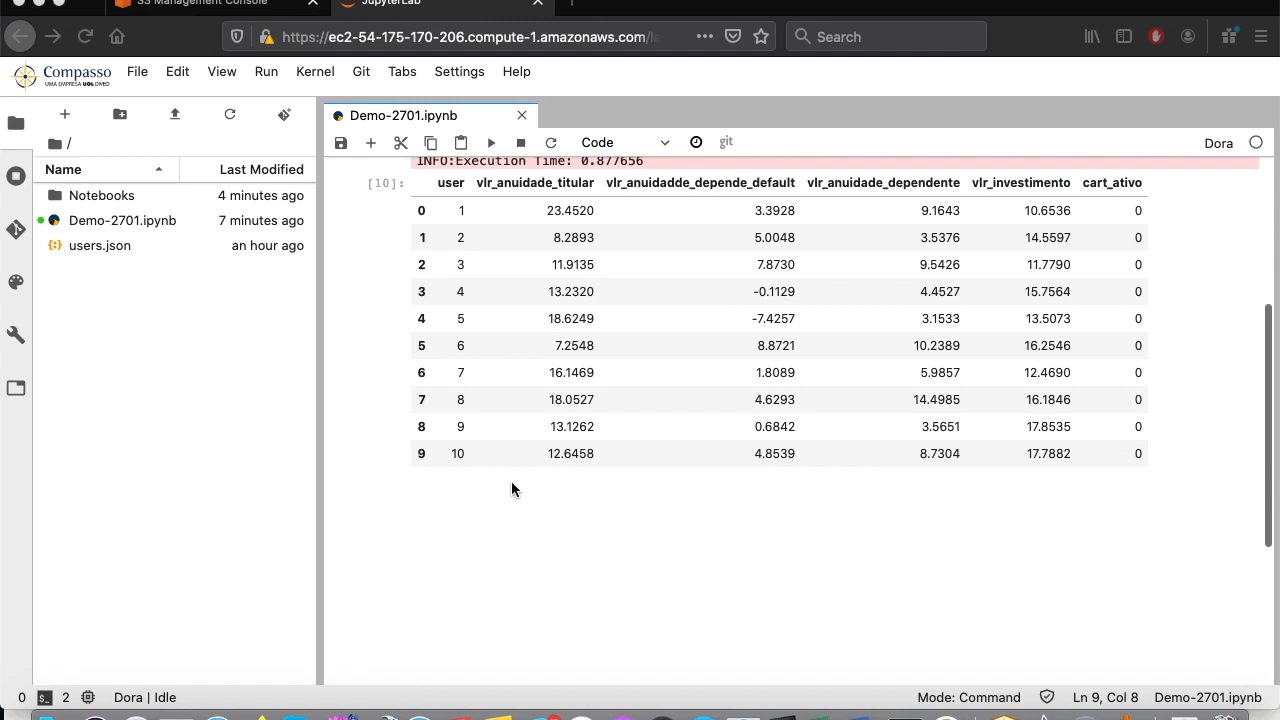 S3 Management Console
JupyterLab
https://ec2-54-175-170-206.compute-1.amazonaws.com/
Search
Compasso
UMA EMPRESA UOL DIVEO
File Edit View Run Kernel Git Tabs Settings Help
Demo-2701.ipynb
/
Code
git
Dora
Name Last Modified
Notebooks 4 minutes ago
Demo-2701.ipynb 7 minutes ago
users.json an hour ago
INFO:Execution Time: 0.877656
[10]:
user vlr_anuidade_titular vlr_anuidadde_depende_default vlr_anuidade_dependente vlr_investimento cart_ativo
0 1 23.4520 3.3928 9.1643 10.6536 0
1 2 8.2893 5.0048 3.5376 14.5597 0
2 3 11.9135 7.8730 9.5426 11.7790 0
3 4 13.2320 -0.1129 4.4527 15.7564 0
4 5 18.6249 -7.4257 3.1533 13.5073 0
5 6 7.2548 8.8721 10.2389 16.2546 0
6 7 16.1469 1.8089 5.9857 12.4690 0
7 8 18.0527 4.6293 14.4985 16.1846 0
8 9 13.1262 0.6842 3.5651 17.8535 0
9 10 12.6458 4.8539 8.7304 17.7882 0
0 2 Dora | Idle Mode: Command Ln 9, Col 8 Demo-2701.ipynb